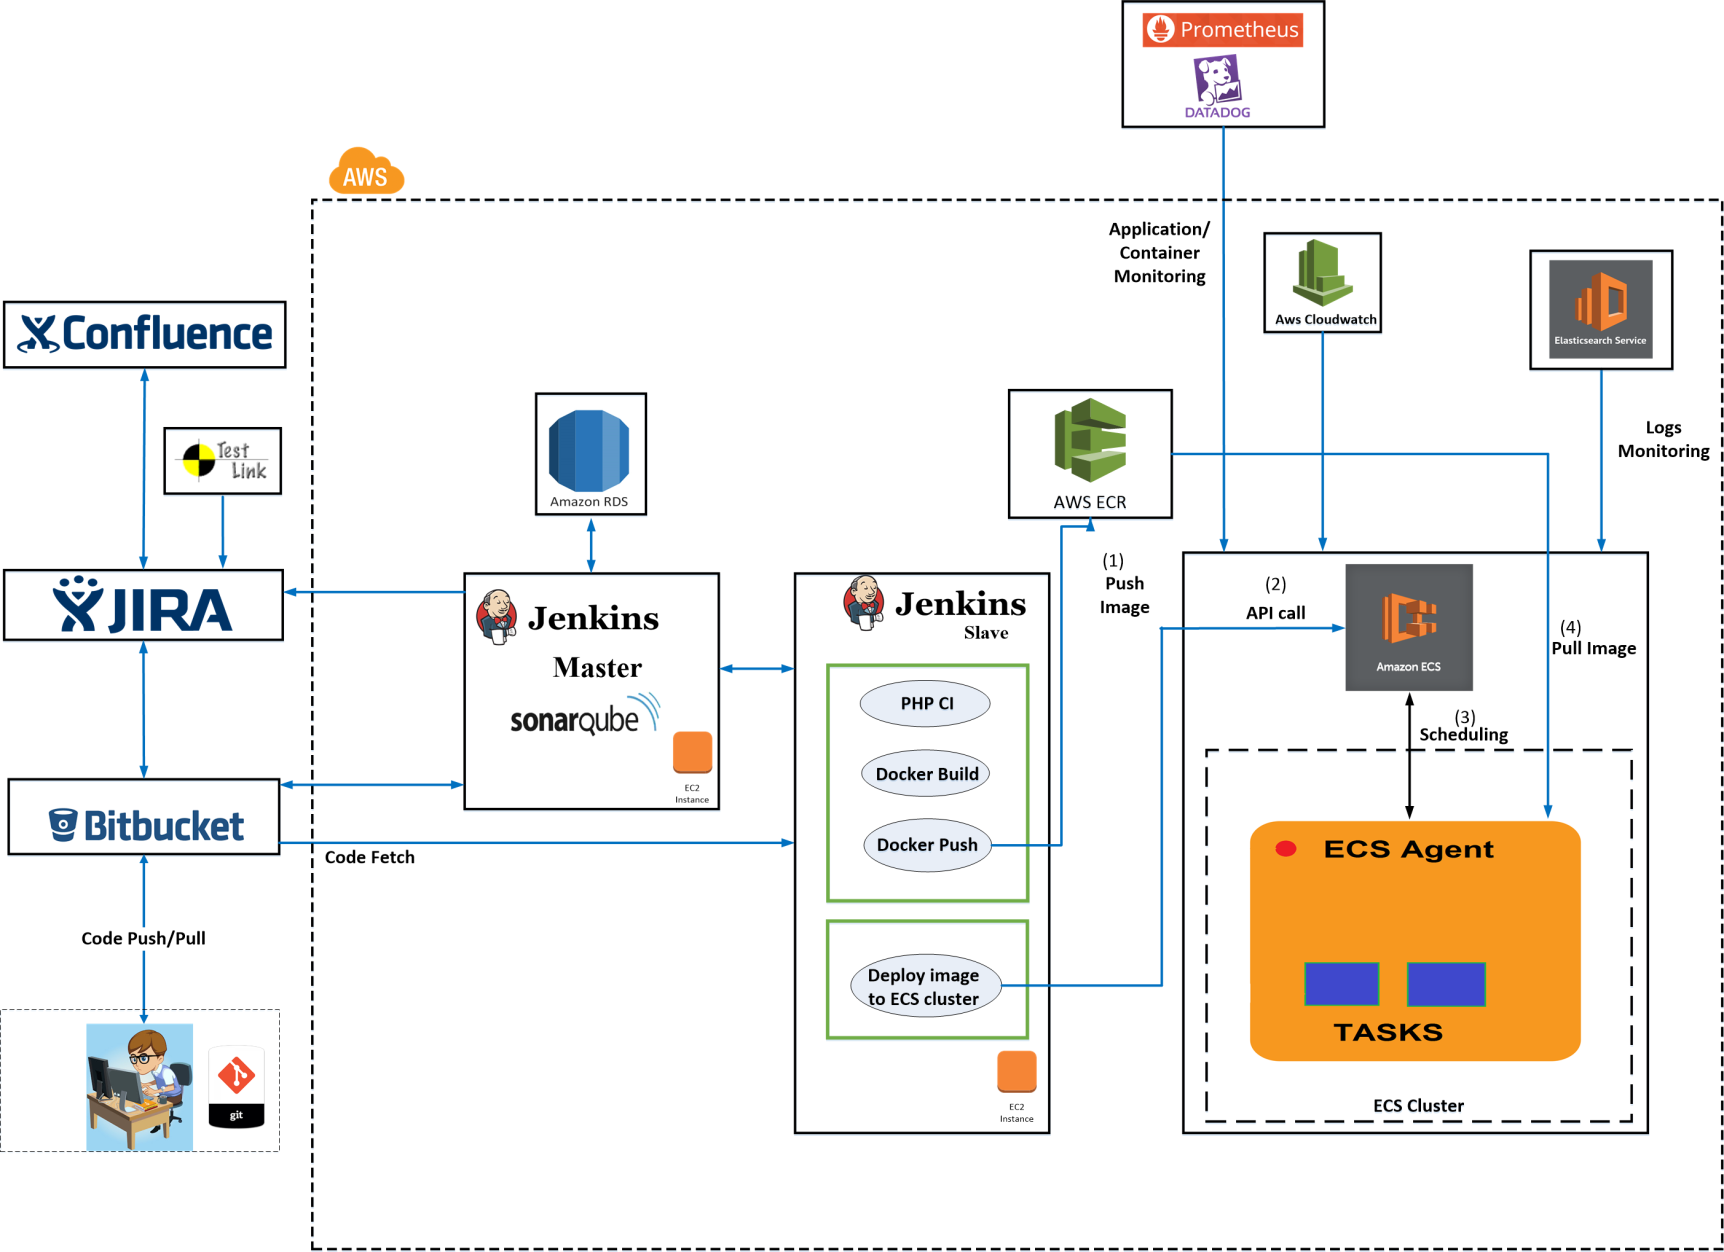 Prometheus
DATADOG
AWS
Application/
Container
Monitoring
Aws Cloudwatch
Elasticsearch Service
Confluence
Test
Link
Amazon RDS
AWS ECR
Logs
Monitoring
JIRA
Jenkins
Master
sonarqube
EC2
Instance
Jenkins
Slave
(1)
Push
Image
(2)
API call
Amazon ECS
(4)
Pull Image
(3)
Scheduling
PHP CI
Docker Build
Docker Push
Bitbucket
Code Fetch
ECS Agent
Code Push/Pull
Deploy image
to ECS cluster
TASKS
git
EC2
Instance
ECS Cluster